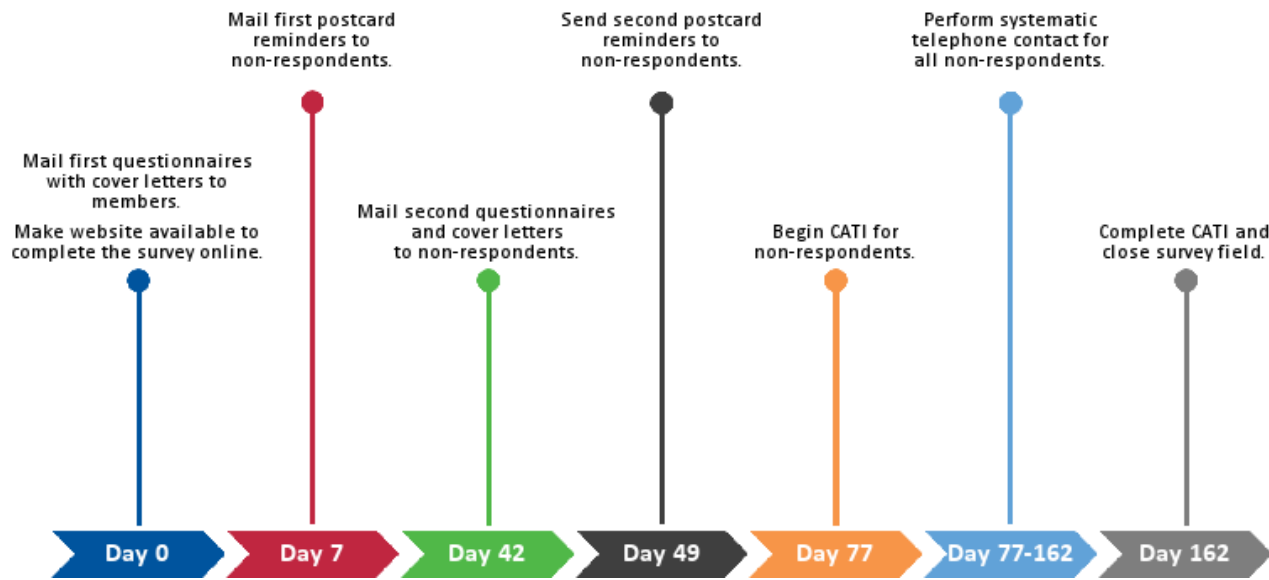 Mail first questionnaires
with cover letters to
members.
Make website available to
complete the survey online.
Mail first postcard
reminders to
non-respondents.
Mail second questionnaires
and cover letters
to non-respondents.
Send second postcard
reminders to
non-respondents.
Begin CATI for
non-respondents.
Perform systematic
telephone contact for
all non-respondents.
Complete CATI and
close survey field.
Day 0
Day 7
Day 42
Day 49
Day 77
Day 77-162
Day 162